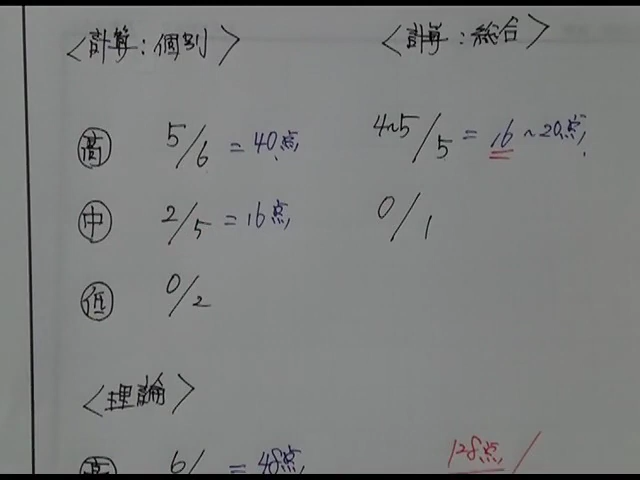 〈計算:個別〉 〈計算:総合〉
高 5/6 = 40点 4~5/5 = 16~20点
中 2/5 = 16点 0/1
低 0/2
〈理論〉
高 6/ = 48点 128点/